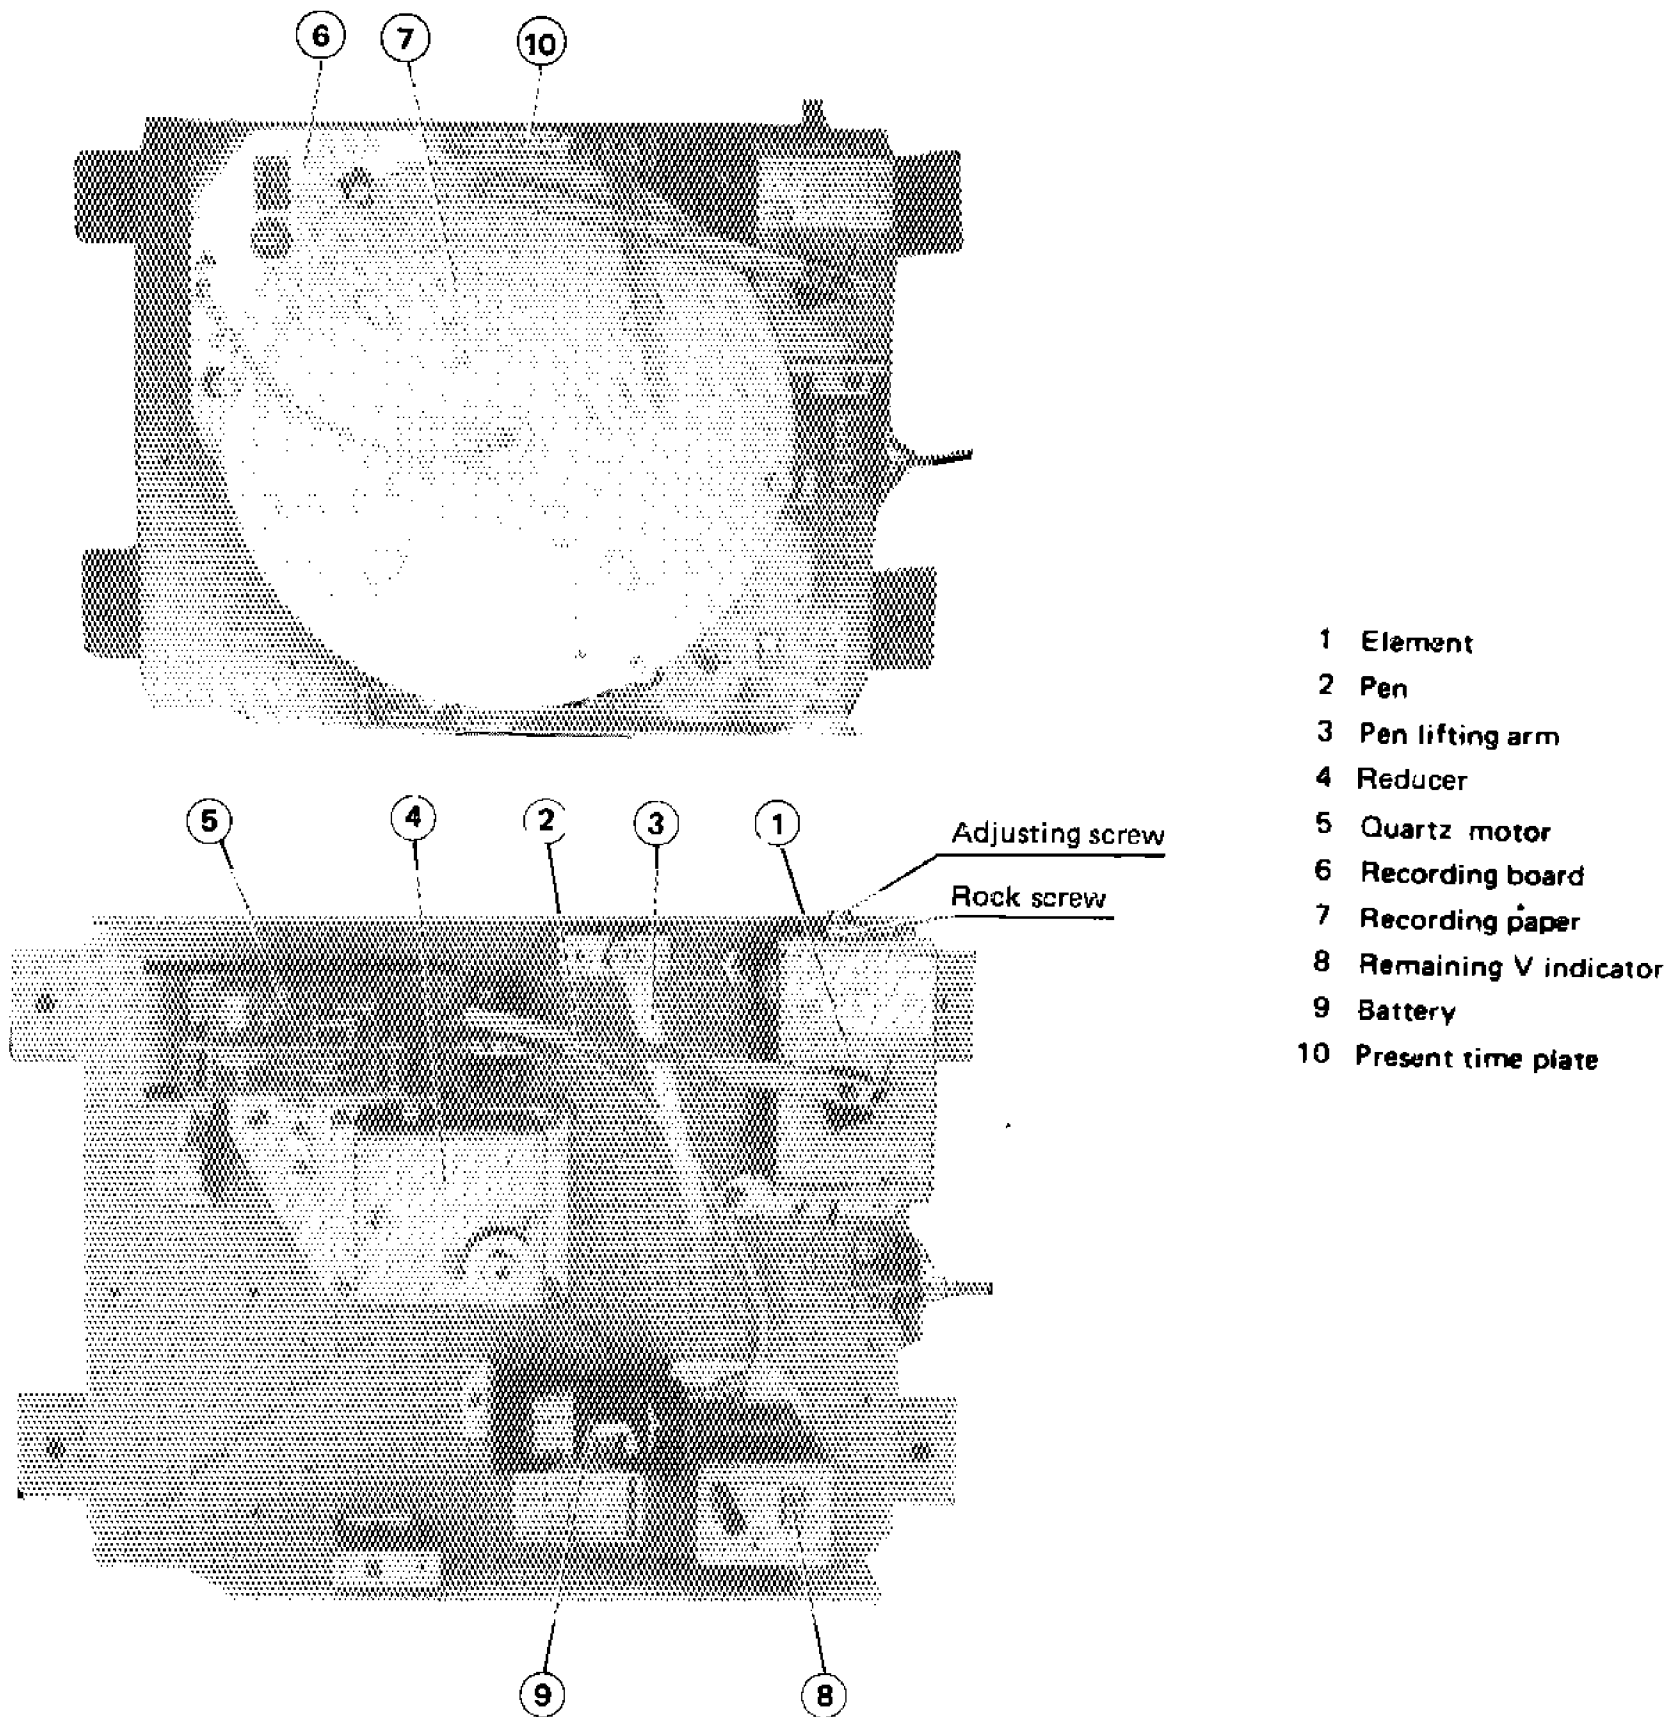 6 7 10
5 4 2 3 1
Adjusting screw
Rock screw
9 8
1 Element
2 Pen
3 Pen lifting arm
4 Reducer
5 Quartz motor
6 Recording board
7 Recording paper
8 Remaining V indicator
9 Battery
10 Present time plate